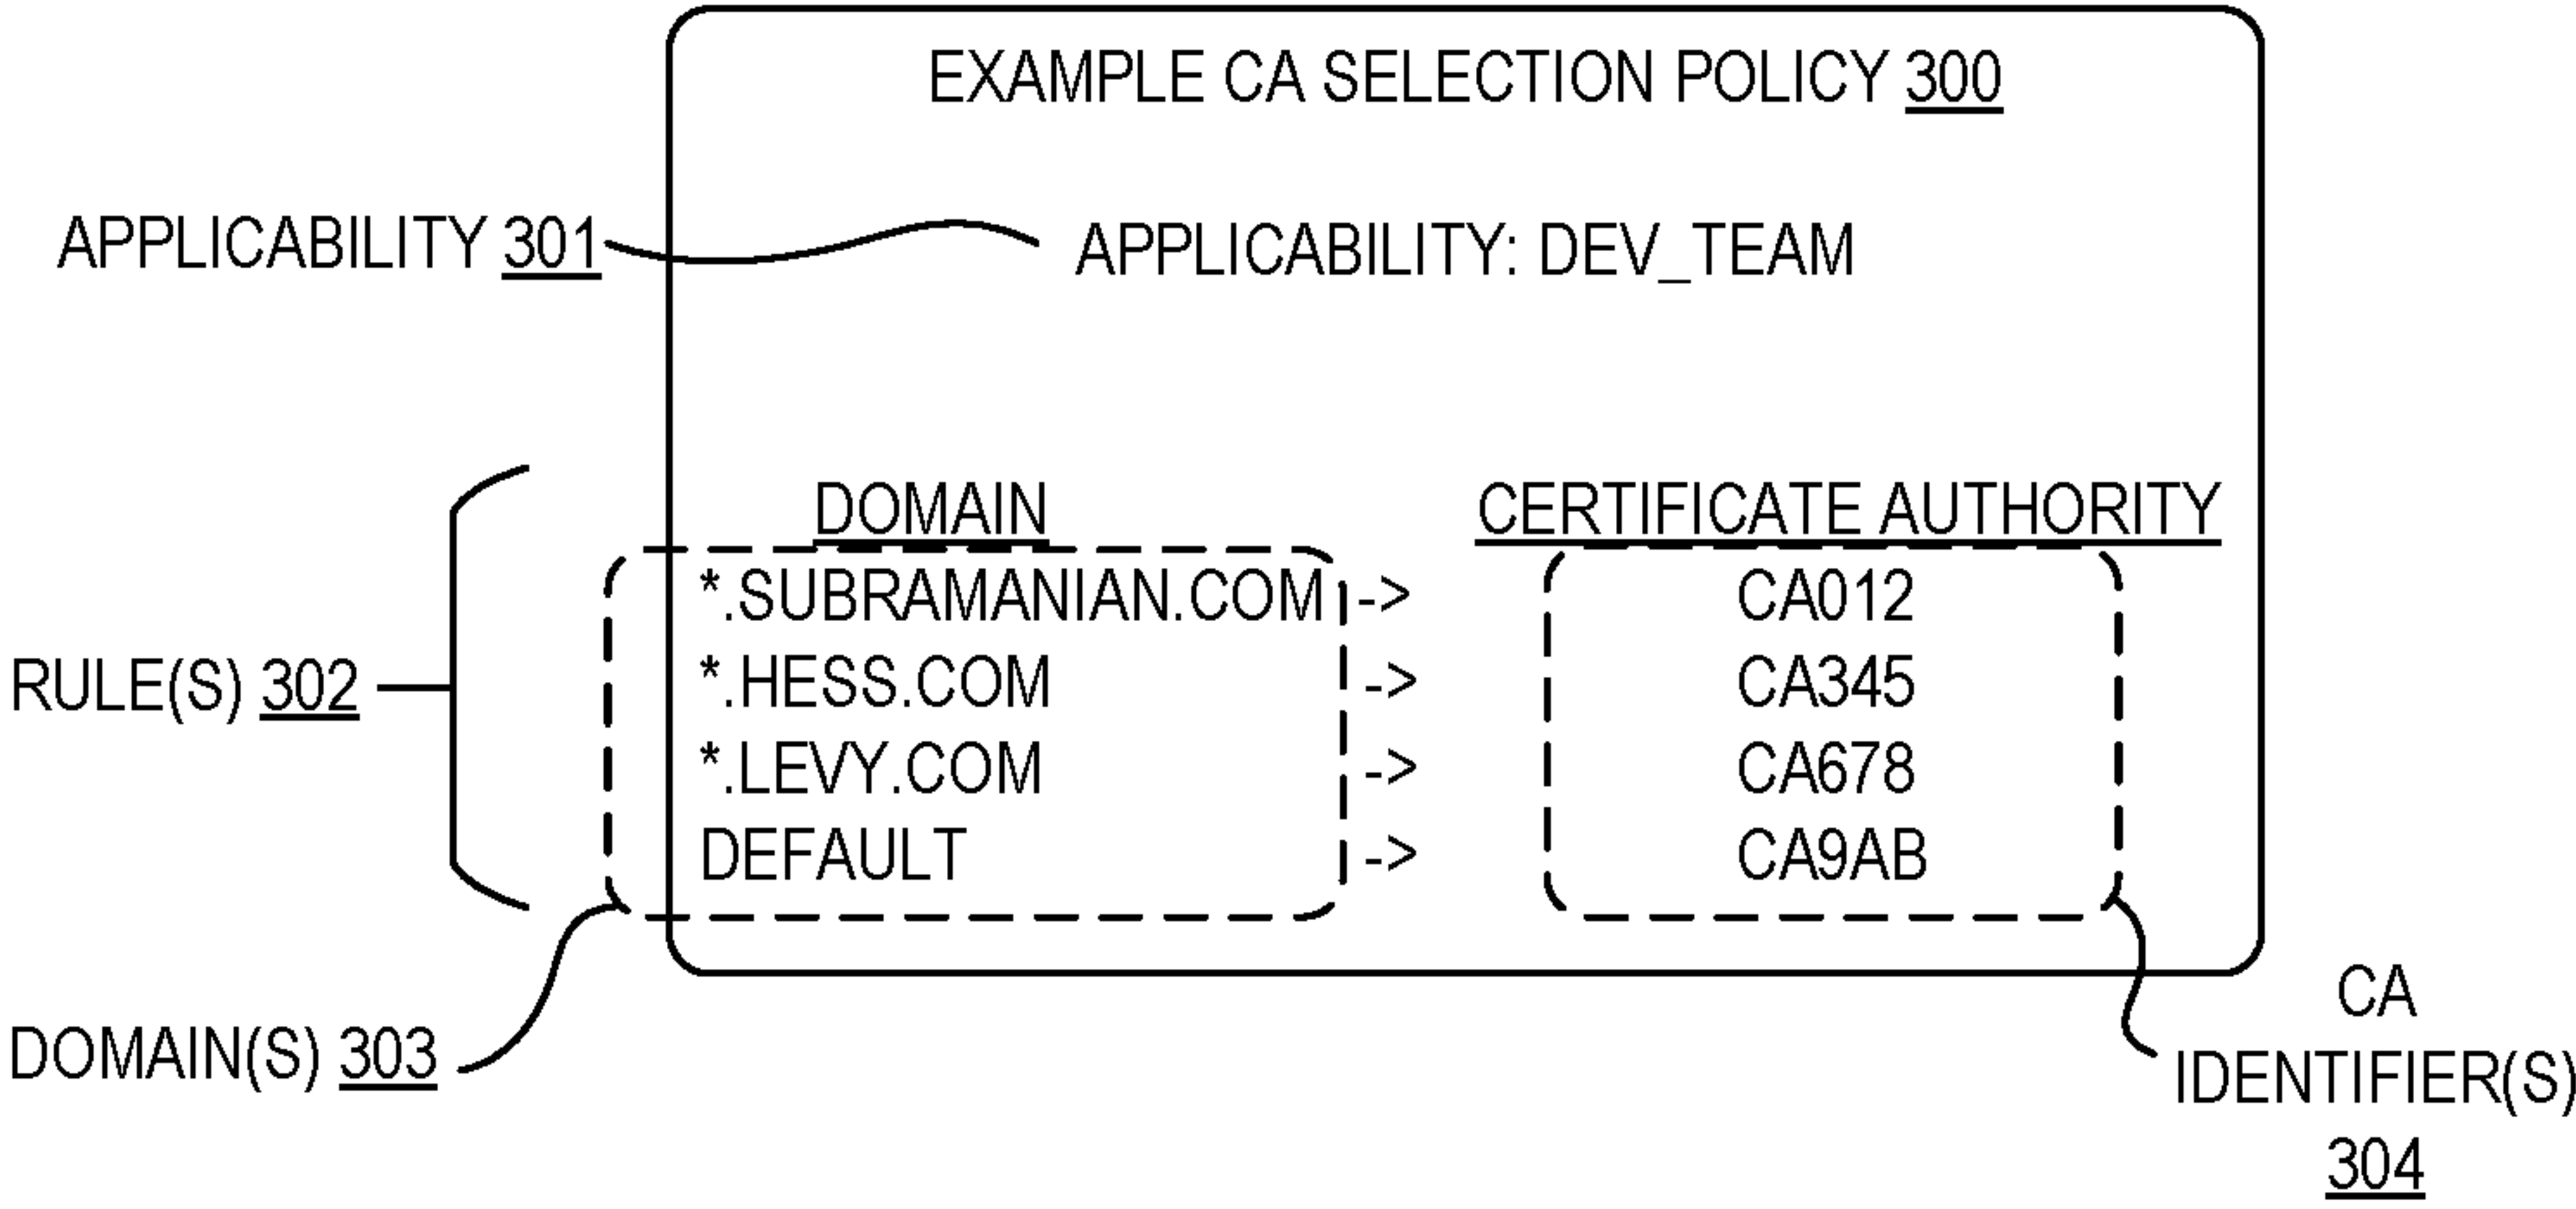 EXAMPLE CA SELECTION POLICY 300
APPLICABILITY 301
APPLICABILITY: DEV_TEAM
RULE(S) 302
DOMAIN CERTIFICATE AUTHORITY
*.SUBRAMANIAN.COM -> CA012
*.HESS.COM -> CA345
*.LEVY.COM -> CA678
DEFAULT -> CA9AB
DOMAIN(S) 303
CA
IDENTIFIER(S)
304